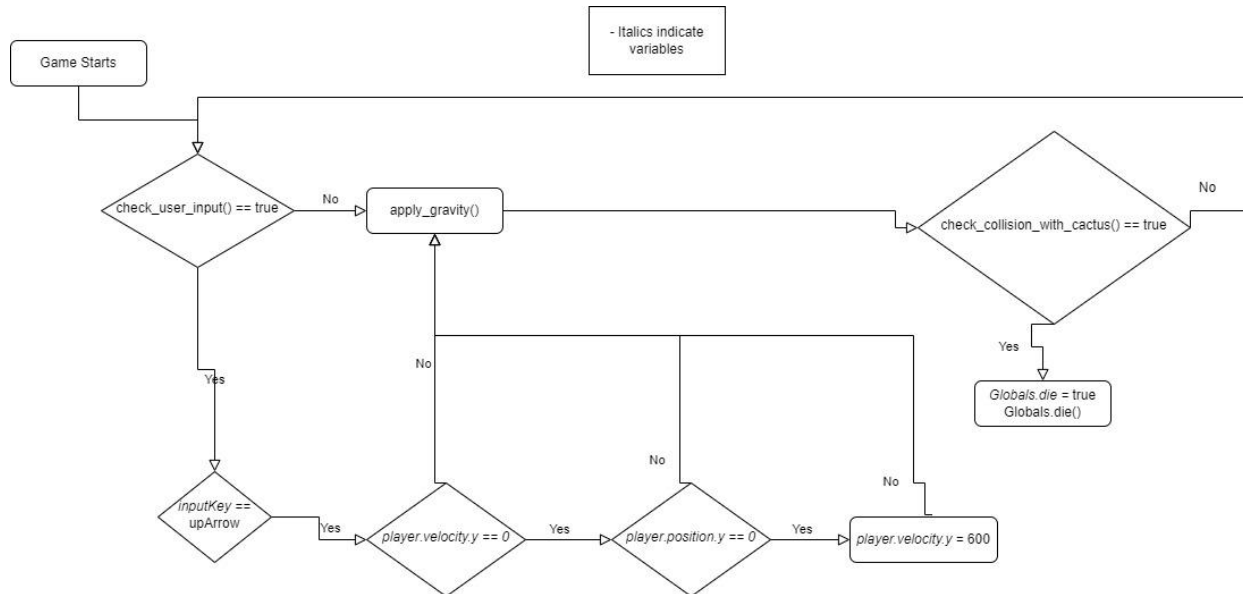 - Italics indicate
variables
Game Starts
check_user_input() == true
No
apply_gravity()
check_collision_with_cactus() == true
No
Yes
Globals.die = true
Globals.die()
Yes
No
No
No
inputKey ==
upArrow
Yes
player.velocity.y == 0
Yes
player.position.y == 0
Yes
player.velocity.y = 600